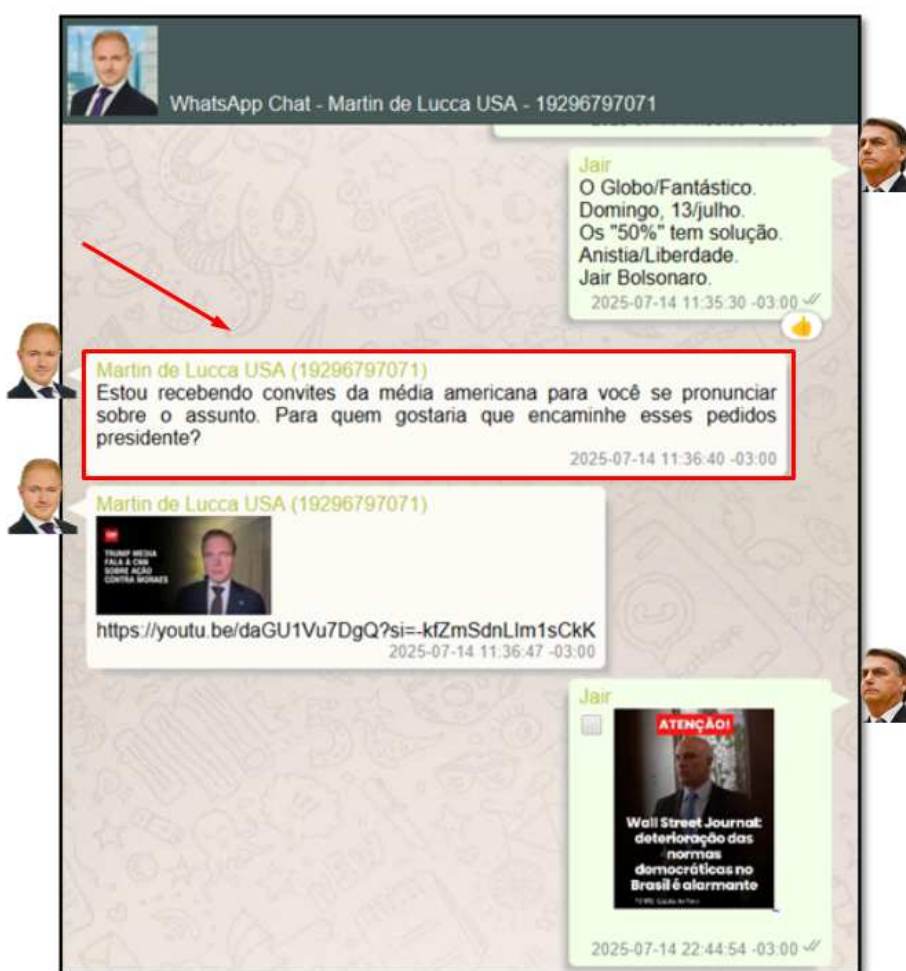 WhatsApp Chat - Martin de Lucca USA - 19296797071
Jair
O Globo/Fantástico.
Domingo, 13/julho.
Os "50%" tem solução.
Anistia/Liberdade.
Jair Bolsonaro.
2025-07-14 11:35:30 -03:00
Martin de Lucca USA (19296797071)
Estou recebendo convites da média americana para você se pronunciar
sobre o assunto. Para quem gostaria que encaminhe esses pedidos
presidente?
2025-07-14 11:36:40 -03:00
Martin de Lucca USA (19296797071)
TRUMP MEDIA
FALA À CNN
SOBRE AÇÃO
CONTRA MORAES
https://youtu.be/daGU1Vu7DgQ?si=-kfZmSdnLIm1sCkK
2025-07-14 11:36:47 -03:00
Jair
ATENÇÃO!
Wall Street Journal:
deterioração das
normas
democráticas no
Brasil é alarmante
2025-07-14 22:44:54 -03:00